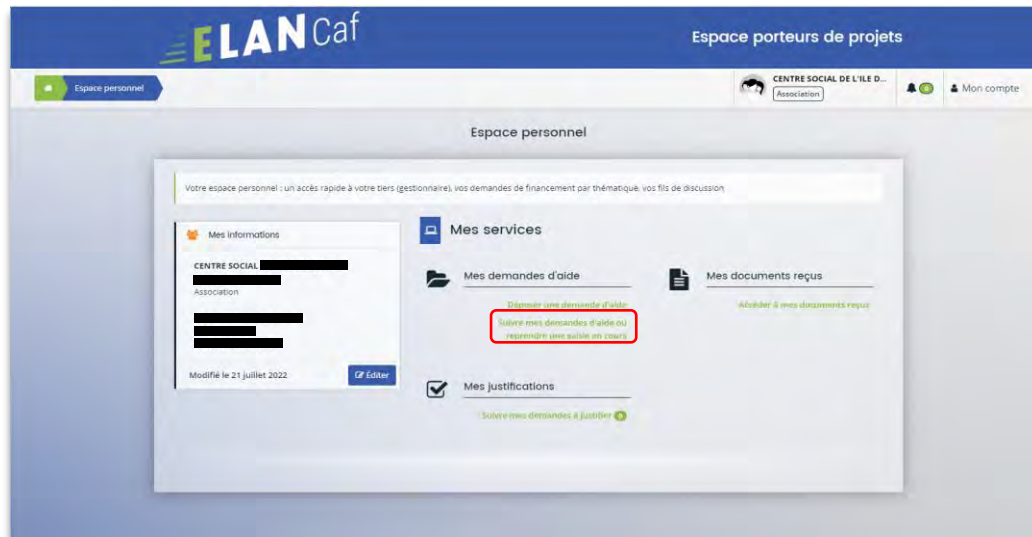 ELANCaf
Espace porteurs de projets
Espace personnel
CENTRE SOCIAL DE L'ILE D...
Association
0
Mon compte
Espace personnel
Votre espace personnel : un accès rapide à votre tiers (gestionnaire), vos demandes de financement par thématique, vos fils de discussion
Mes informations
CENTRE SOCIAL
Association
Modifié le 21 juillet 2022
Éditer
Mes services
Mes demandes d'aide
Déposer une demande d'aide
Suivre mes demandes d'aide ou
reprendre une saisie en cours
Mes documents reçus
Accéder à mes documents reçus
Mes justifications
Suivre mes demandes à justifier 0